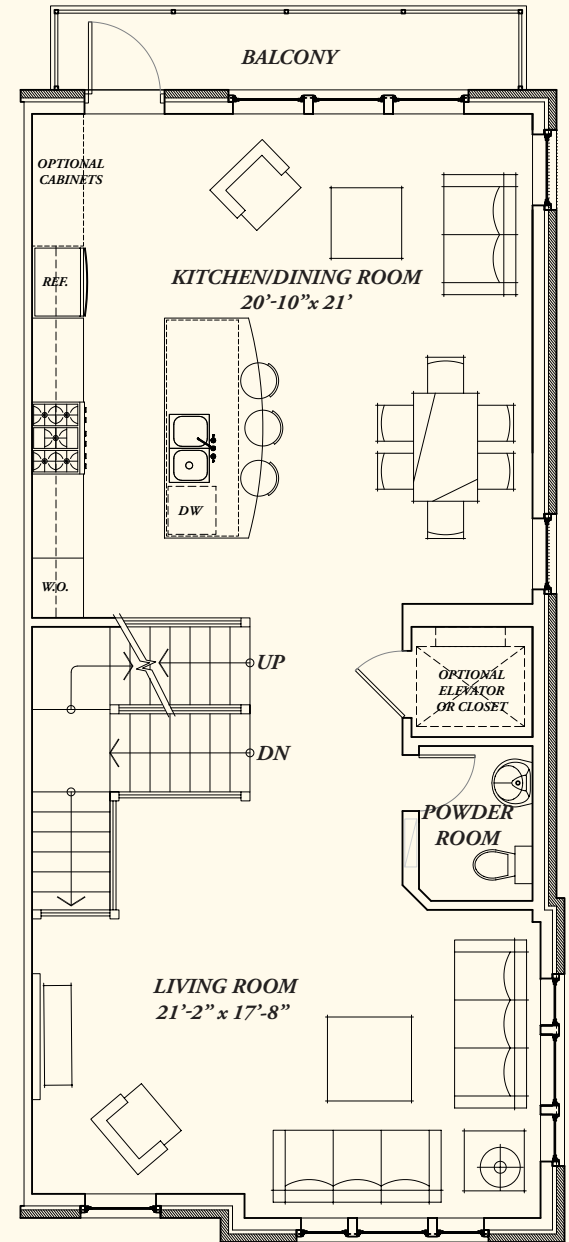 BALCONY
OPTIONAL
CABINETS
REF.
KITCHEN/DINING ROOM
20'-10"x 21'
DW
W.O.
UP
OPTIONAL
ELEVATOR
OR CLOSET
DN
POWDER
ROOM
LIVING ROOM
21'-2" x 17'-8"